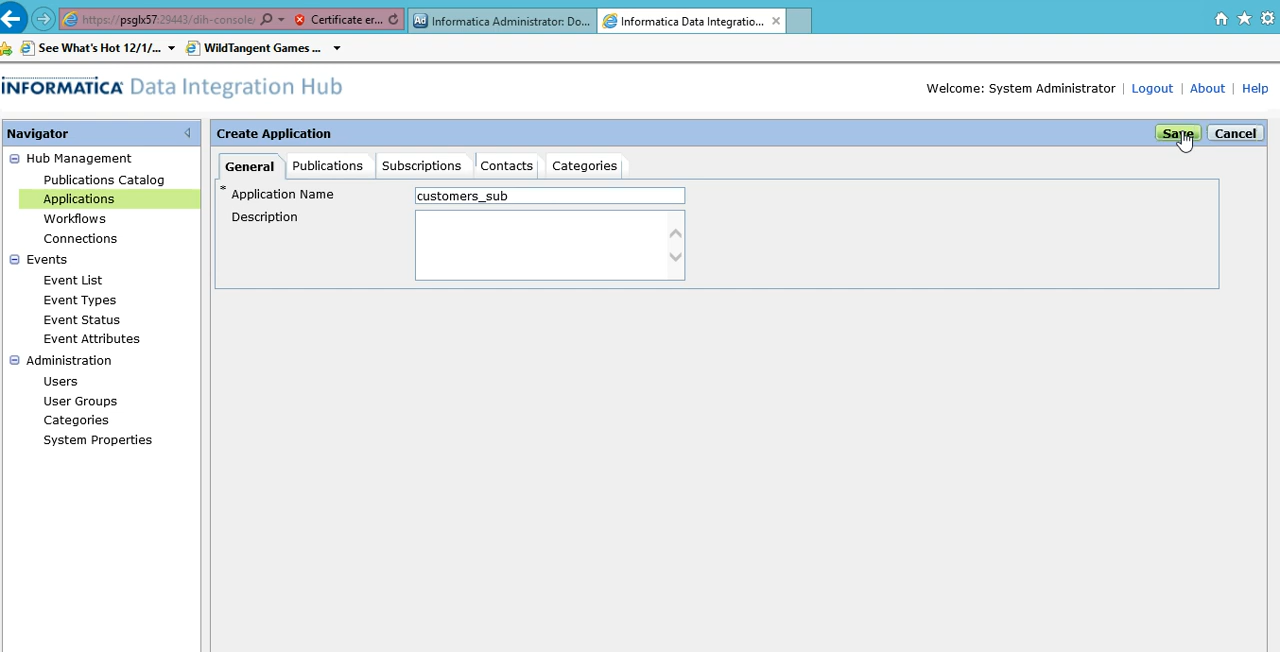 https://psglx57:29443/dih-console/ Certificate er... Informatica Administrator: Do... Informatica Data Integratio...
See What's Hot 12/1/... WildTangent Games ...
INFORMATICA Data Integration Hub
Welcome: System Administrator | Logout | About | Help
Navigator
Hub Management
Publications Catalog
Applications
Workflows
Connections
Events
Event List
Event Types
Event Status
Event Attributes
Administration
Users
User Groups
Categories
System Properties
Create Application
Save Cancel
General Publications Subscriptions Contacts Categories
* Application Name customers_sub
Description